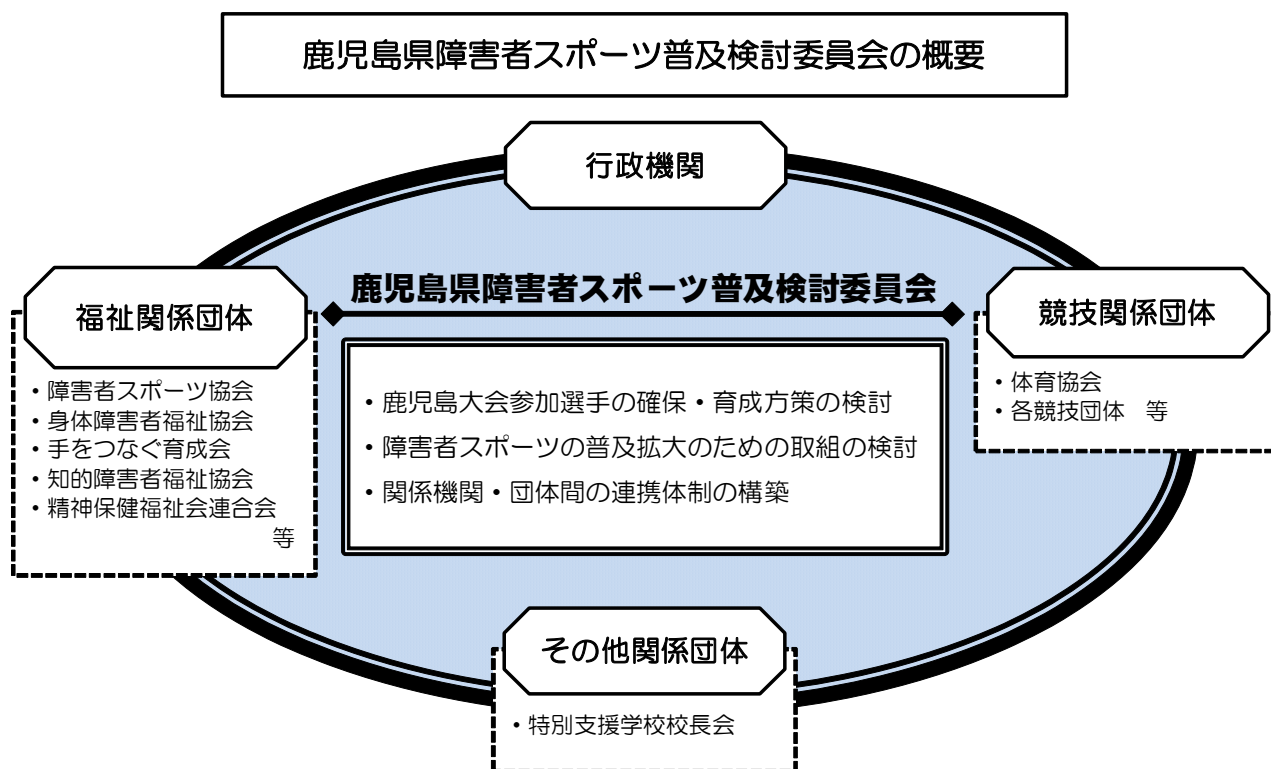 鹿児島県障害者スポーツ普及検討委員会の概要
行政機関
鹿児島県障害者スポーツ普及検討委員会
福祉関係団体
・障害者スポーツ協会
・身体障害者福祉協会
・手をつなぐ育成会
・知的障害者福祉協会
・精神保健福祉会連合会
等
・鹿児島大会参加選手の確保・育成方策の検討
・障害者スポーツの普及拡大のための取組の検討
・関係機関・団体間の連携体制の構築
競技関係団体
・体育協会
・各競技団体　等
その他関係団体
・特別支援学校校長会